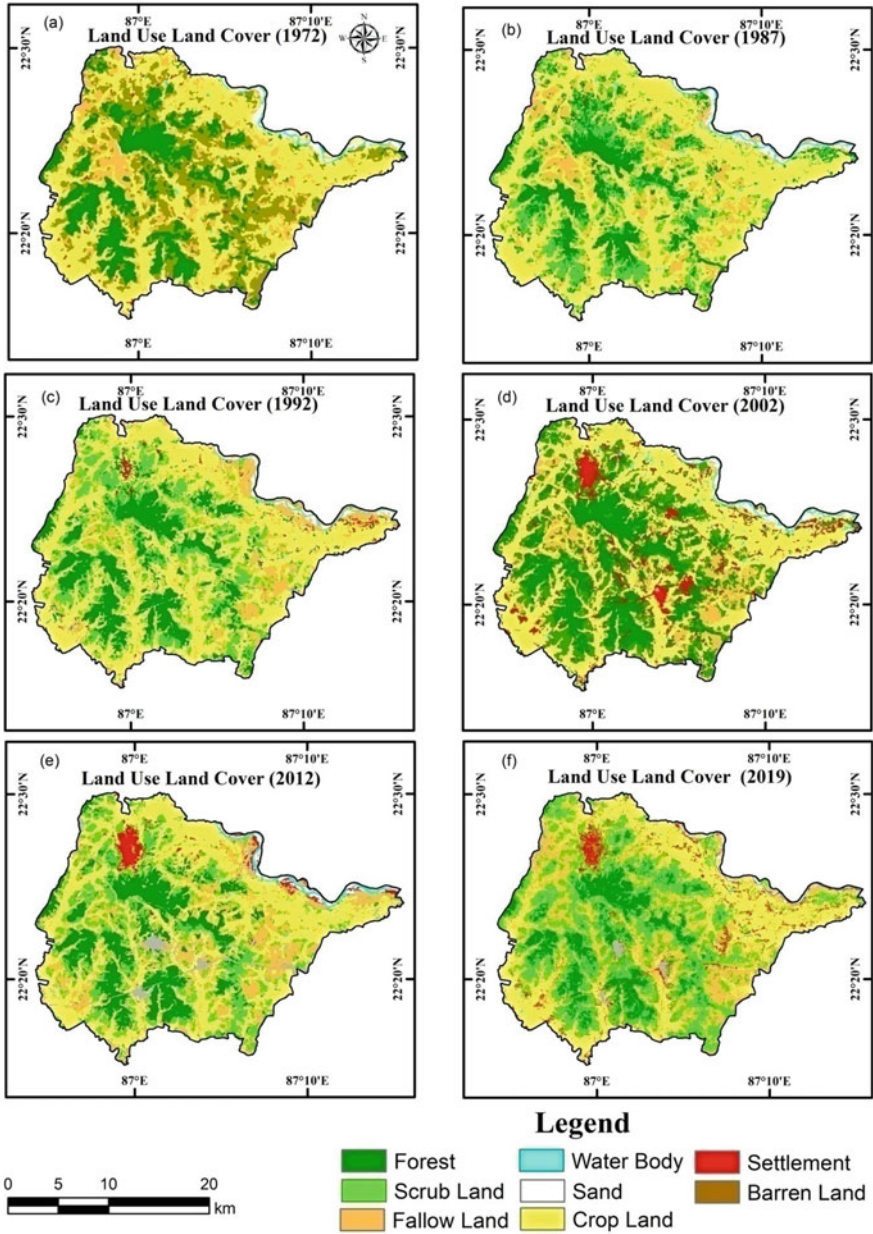 (a)
Land Use Land Cover (1972)
N
W E
S
22°30'N
22°30'N
22°20'N
22°20'N
87°E
87°10'E
(b)
87°E
87°10'E
Land Use Land Cover (1987)
22°30'N
22°30'N
22°20'N
22°20'N
87°E
87°10'E
(c)
87°E
87°10'E
Land Use Land Cover (1992)
22°30'N
22°30'N
22°20'N
22°20'N
87°E
87°10'E
(d)
87°E
87°10'E
Land Use Land Cover (2002)
22°30'N
22°30'N
22°20'N
22°20'N
87°E
87°10'E
(e)
87°E
87°10'E
Land Use Land Cover (2012)
22°30'N
22°30'N
22°20'N
22°20'N
87°E
87°10'E
(f)
87°E
87°10'E
Land Use Land Cover (2019)
22°30'N
22°30'N
22°20'N
22°20'N
87°E
87°10'E
Legend
Forest
Water Body
Settlement
Scrub Land
Sand
Barren Land
Fallow Land
Crop Land
0 5 10 20
km